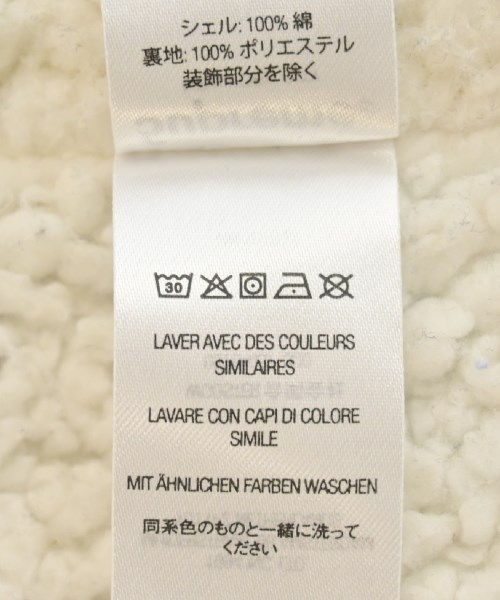 シェル: 100% 綿
裏地: 100% ポリエステル
装飾部分を除く
30
LAVER AVEC DES COULEURS
SIMILAIRES
LAVARE CON CAPI DI COLORE
SIMILE
MIT ÄHNLICHEN FARBEN WASCHEN
同系色のものと一緒に洗って
ください